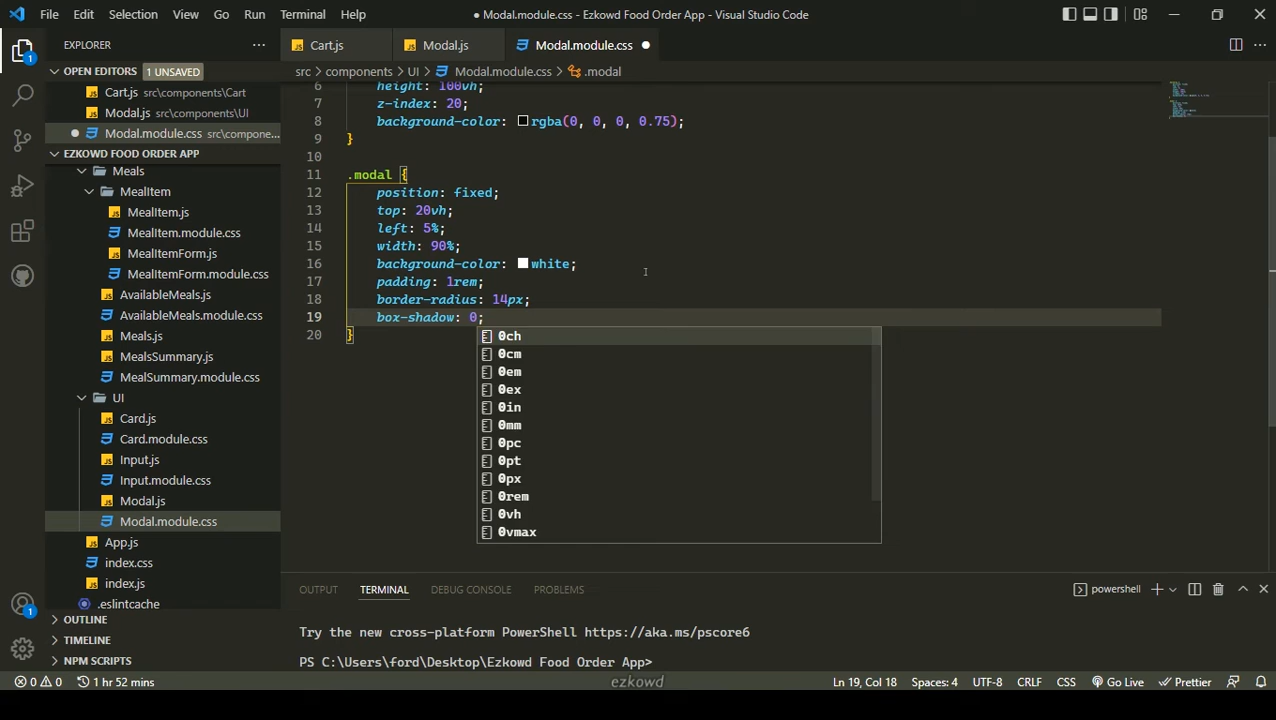 File Edit Selection View Go Run Terminal Help
● Modal.module.css - Ezkowd Food Order App - Visual Studio Code
EXPLORER
OPEN EDITORS 1 UNSAVED
Cart.js src\components\Cart
Modal.js src\components\UI
Modal.module.css src\compone...
EZKOWD FOOD ORDER APP
Meals
MealItem
MealItem.js
MealItem.module.css
MealItemForm.js
MealItemForm.module.css
AvailableMeals.js
AvailableMeals.module.css
Meals.js
MealsSummary.js
MealSummary.module.css
UI
Card.js
Card.module.css
Input.js
Input.module.css
Modal.js
Modal.module.css
App.js
index.css
index.js
.eslintcache
OUTLINE
TIMELINE
NPM SCRIPTS
Cart.js Modal.js Modal.module.css
src > components > UI > Modal.module.css > .modal
6 height: 100vh;
7 z-index: 20;
8 background-color: rgba(0, 0, 0, 0.75);
9 }
10
11 .modal {
12 position: fixed;
13 top: 20vh;
14 left: 5%;
15 width: 90%;
16 background-color: white;
17 padding: 1rem;
18 border-radius: 14px;
19 box-shadow: 0;
20 }
0ch
0cm
0em
0ex
0in
0mm
0pc
0pt
0px
0rem
0vh
0vmax
OUTPUT TERMINAL DEBUG CONSOLE PROBLEMS
powershell
Try the new cross-platform PowerShell https://aka.ms/pscore6
PS C:\Users\ford\Desktop\Ezkowd Food Order App>
1
1
0 0 1 hr 52 mins
ezkowd
Ln 19, Col 18 Spaces: 4 UTF-8 CRLF CSS Go Live Prettier